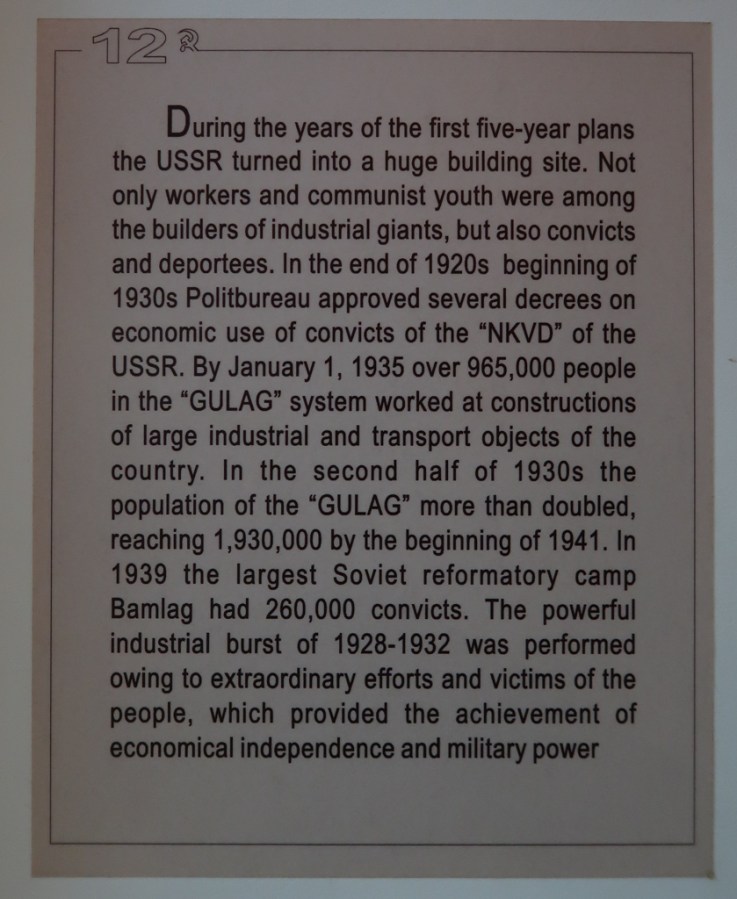 12
During the years of the first five-year plans
the USSR turned into a huge building site. Not
only workers and communist youth were among
the builders of industrial giants, but also convicts
and deportees. In the end of 1920s  beginning of
1930s Politbureau approved several decrees on
economic use of convicts of the “NKVD” of the
USSR. By January 1, 1935 over 965,000 people
in the “GULAG” system worked at constructions
of large industrial and transport objects of the
country. In the second half of 1930s the
population of the “GULAG” more than doubled,
reaching 1,930,000 by the beginning of 1941. In
1939 the largest Soviet reformatory camp
Bamlag had 260,000 convicts. The powerful
industrial burst of 1928-1932 was performed
owing to extraordinary efforts and victims of the
people, which provided the achievement of
economical independence and military power